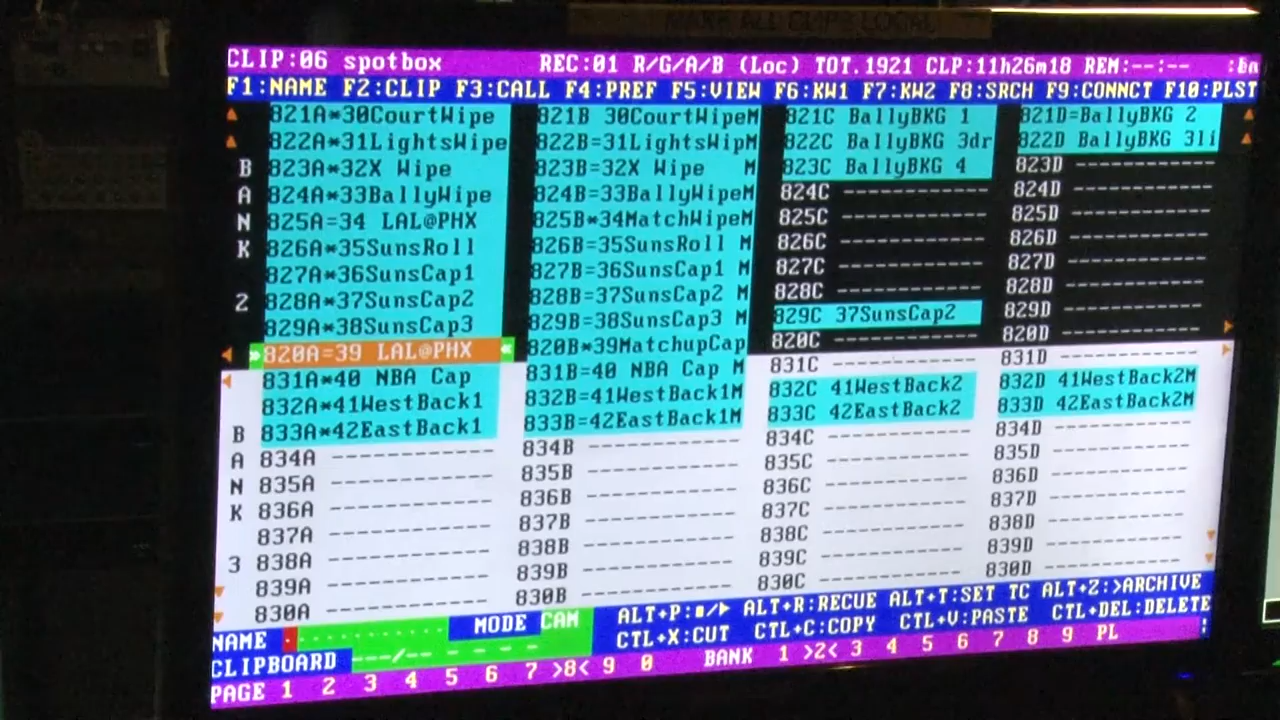 MARK ALL CLIPS LOCAL
CLIP:06 spotbox REC:01 R/G/A/B (Loc) TOT.1921 CLP:11h26m18 REM:--:--
F1:NAME F2:CLIP F3:CALL F4:PREF F5:VIEW F6:KW1 F7:KW2 F8:SRCH F9:CONNCT F10:PLST
821A*30CourtWipe 821B 30CourtWipeM 821C BallyBKG 1 821D=BallyBKG 2
822A*31LightsWipe 822B=31LightsWipM 822C BallyBKG 3dr 822D BallyBKG 3li
B 823A*32X Wipe 823B=32X Wipe M 823C BallyBKG 4 823D ------------
A 824A*33BallyWipe 824B=33BallyWipeM 824C ------------ 824D ------------
N 825A=34 LAL@PHX 825B*34MatchWipeM 825C ------------ 825D ------------
K 826A*35SunsRoll 826B=35SunsRoll M 826C ------------ 826D ------------
827A*36SunsCap1 827B=36SunsCap1 M 827C ------------ 827D ------------
2 828A*37SunsCap2 828B=37SunsCap2 M 828C ------------ 828D ------------
829A*38SunsCap3 829B=38SunsCap3 M 829C 37SunsCap2 829D ------------
»820A=39 LAL@PHX « 820B*39MatchupCap 820C ------------ 820D ------------
831A*40 NBA Cap 831B=40 NBA Cap M 831C ------------ 831D ------------
832A*41WestBack1 832B=41WestBack1M 832C 41WestBack2 832D 41WestBack2M
B 833A*42EastBack1 833B=42EastBack1M 833C 42EastBack2 833D 42EastBack2M
A 834A ------------ 834B ------------ 834C ------------ 834D ------------
N 835A ------------ 835B ------------ 835C ------------ 835D ------------
K 836A ------------ 836B ------------ 836C ------------ 836D ------------
837A ------------ 837B ------------ 837C ------------ 837D ------------
3 838A ------------ 838B ------------ 838C ------------ 838D ------------
839A ------------ 839B ------------ 839C ------------ 839D ------------
830A ------------ 830B ------------ 830C ------------ 830D ------------
NAME MODE CAM ALT+P:■/▶ ALT+R:RECUE ALT+T:SET TC ALT+Z:>ARCHIVE
CLIPBOARD ---/-- - - - - CTL+X:CUT CTL+C:COPY CTL+V:PASTE CTL+DEL:DELETE
PAGE 1 2 3 4 5 6 7 >8< 9 0 BANK 1 >2< 3 4 5 6 7 8 9 PL